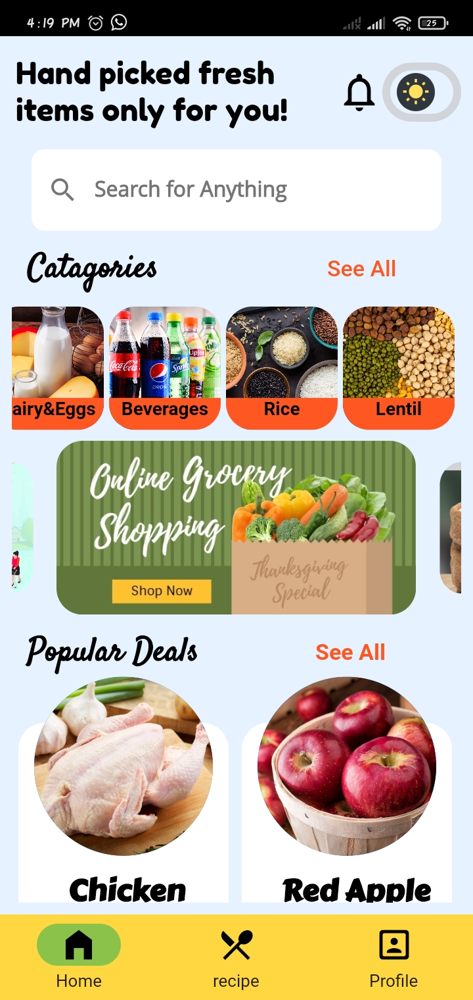 4:19 PM
25
Hand picked fresh
items only for you!
Search for Anything
Catagories
See All
Coca-Cola
pepsi
Sprite
Lipton
airy&Eggs
Beverages
Rice
Lentil
Online Grocery
Shopping
Thanksgiving
Special
Shop Now
Popular Deals
See All
Chicken
Red Apple
Home
recipe
Profile